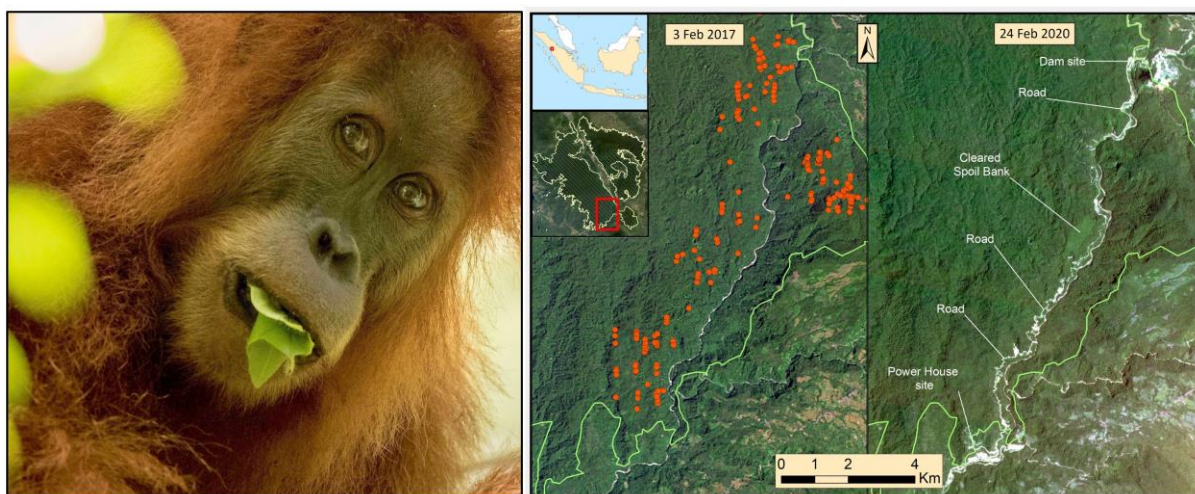 3 Feb 2017
N
24 Feb 2020
Dam site
Road
Cleared
Spoil Bank
Road
Road
Power House
site
0 1 2 4
Km